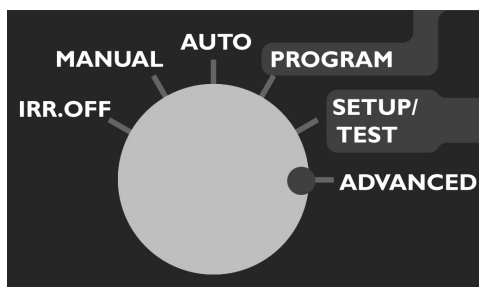 AUTO
MANUAL
PROGRAM
IRR.OFF
SETUP/
TEST
ADVANCED